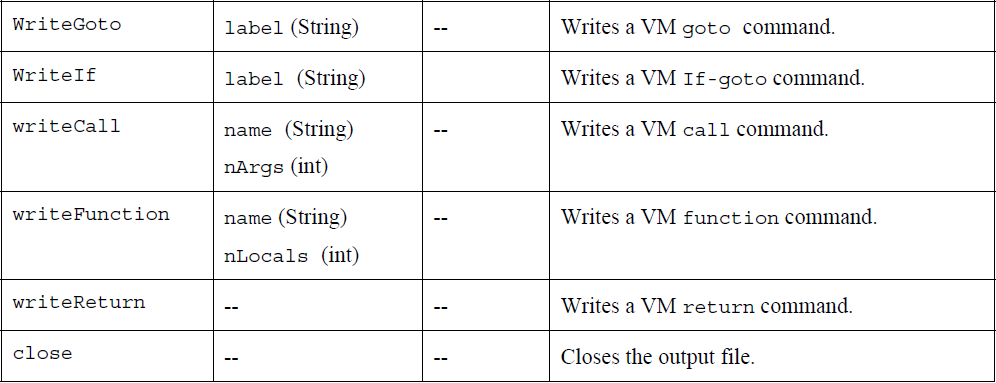 WriteGoto label (String) -- Writes a VM goto command.
WriteIf label (String) Writes a VM If-goto command.
writeCall name (String) -- Writes a VM call command.
nArgs (int)
writeFunction name (String) -- Writes a VM function command.
nLocals (int)
writeReturn -- -- Writes a VM return command.
close -- -- Closes the output file.